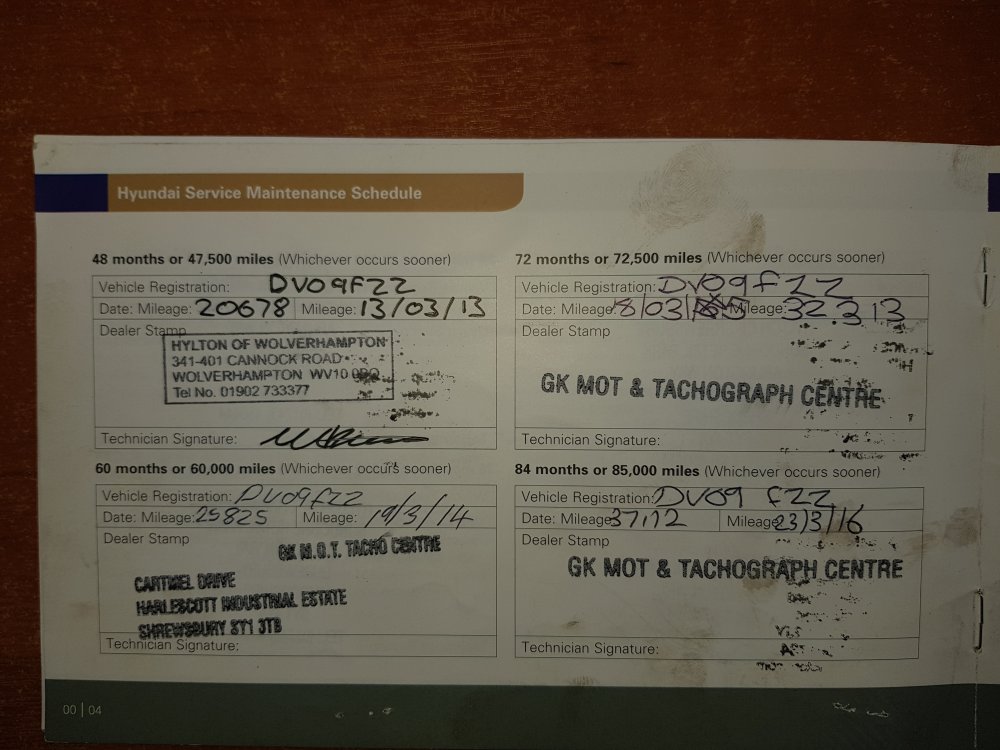 Hyundai Service Maintenance Schedule
48 months or 47,500 miles (Whichever occurs sooner)
Vehicle Registration: DV09FZZ
Date: Mileage: 20678 Mileage: 13/03/13
Dealer Stamp
HYLTON OF WOLVERHAMPTON
341-401 CANNOCK ROAD
WOLVERHAMPTON WV10
Tel No. 01902 733377
Technician Signature:
60 months or 60,000 miles (Whichever occurs sooner)
Vehicle Registration: DV09FZZ
Date: Mileage: 25825 Mileage: 19/3/14
Dealer Stamp
GK M.O.T. TACHO CENTRE
CARTMEL DRIVE
HARLESCOTT INDUSTRIAL ESTATE
SHREWSBURY SY1 3TB
Technician Signature:
72 months or 72,500 miles (Whichever occurs sooner)
Vehicle Registration: DV09FZZ
Date: Mileage: Mileage: 32313
Dealer Stamp
GK MOT & TACHOGRAPH CENTRE
Technician Signature:
84 months or 85,000 miles (Whichever occurs sooner)
Vehicle Registration: DV09 FZZ
Date: Mileage: Mileage: 23/3/16
Dealer Stamp
GK MOT & TACHOGRAPH CENTRE
Technician Signature:
00 | 04